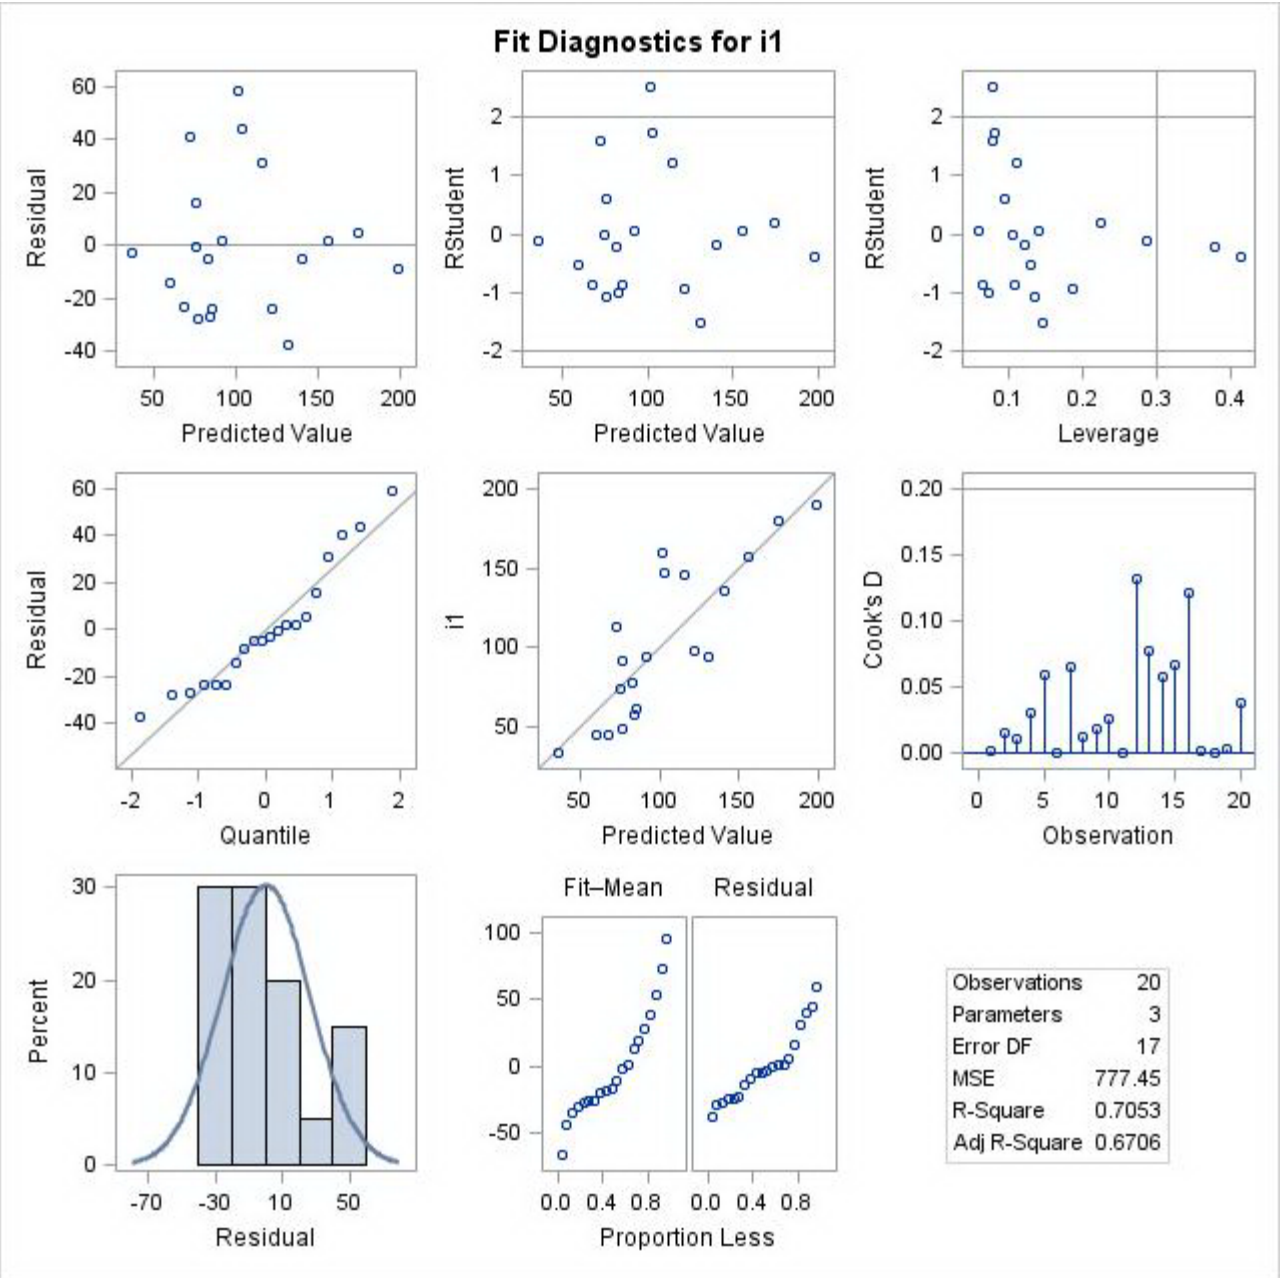 Fit Diagnostics for i1
60
40
20
0
-20
-40
Residual
50 100 150 200
Predicted Value
2
1
0
-1
-2
RStudent
50 100 150 200
Predicted Value
2
1
0
-1
-2
RStudent
0.1 0.2 0.3 0.4
Leverage
60
40
20
0
-20
-40
Residual
-2 -1 0 1 2
Quantile
200
150
100
50
i1
50 100 150 200
Predicted Value
0.20
0.15
0.10
0.05
0.00
Cook's D
0 5 10 15 20
Observation
30
20
10
0
Percent
-70 -30 10 50
Residual
Fit–Mean Residual
100
50
0
-50
0.0 0.4 0.8 0.0 0.4 0.8
Proportion Less
Observations 20
Parameters 3
Error DF 17
MSE 777.45
R-Square 0.7053
Adj R-Square 0.6706